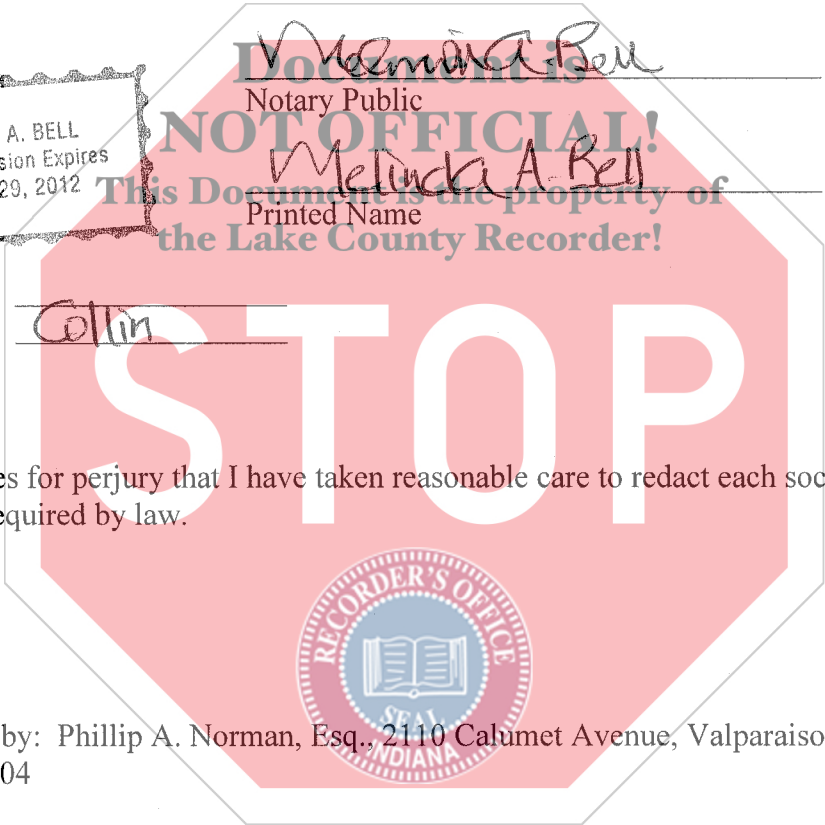 Melinda A. Bell
Document is
Notary Public
NOT OFFICIAL!
A. BELL
sion Expires
29, 2012
Melinda A. Bell
This Document is the property of
Printed Name
the Lake County Recorder!
Collin
STOP
es for perjury that I have taken reasonable care to redact each soc
equired by law.
RECORDER'S OFFICE
SEAL
INDIANA
by: Phillip A. Norman, Esq., 2110 Calumet Avenue, Valparaiso
04